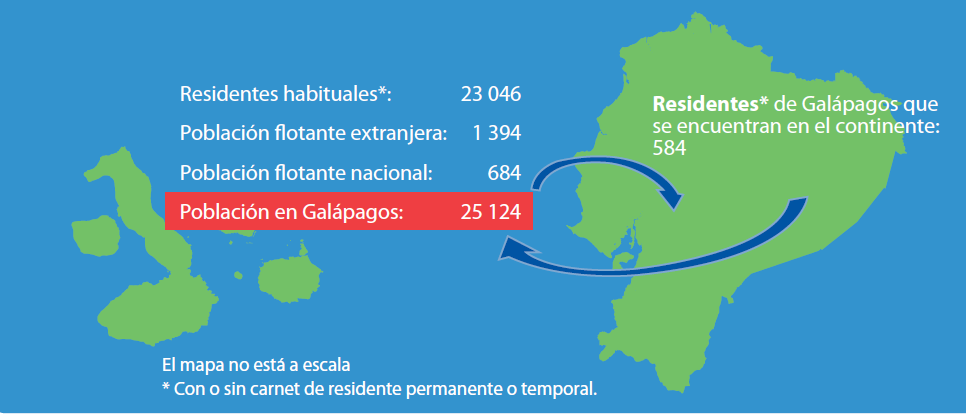 Residentes habituales*: 23 046
Población flotante extranjera: 1 394
Población flotante nacional: 684
Población en Galápagos: 25 124
Residentes* de Galápagos que
se encuentran en el continente:
584
El mapa no está a escala
* Con o sin carnet de residente permanente o temporal.